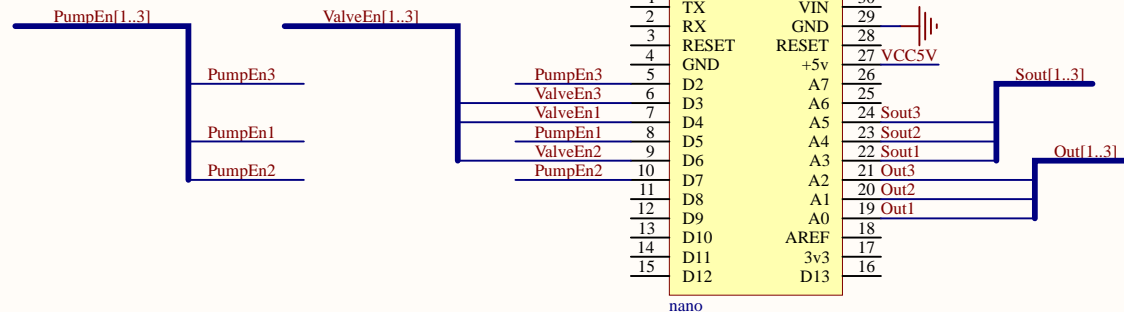 PumpEn[1..3]
PumpEn3
PumpEn1
PumpEn2
ValveEn[1..3]
PumpEn3
ValveEn3
ValveEn1
PumpEn1
ValveEn2
PumpEn2
TX VIN
2 RX GND 29
3 RESET RESET 28
4 GND +5v 27 VCC5V
5 D2 A7 26
6 D3 A6 25
7 D4 A5 24 Sout3
8 D5 A4 23 Sout2
9 D6 A3 22 Sout1
10 D7 A2 21 Out3
11 D8 A1 20 Out2
12 D9 A0 19 Out1
13 D10 AREF 18
14 D11 3v3 17
15 D12 D13 16
nano
Sout[1..3]
Out[1..3]